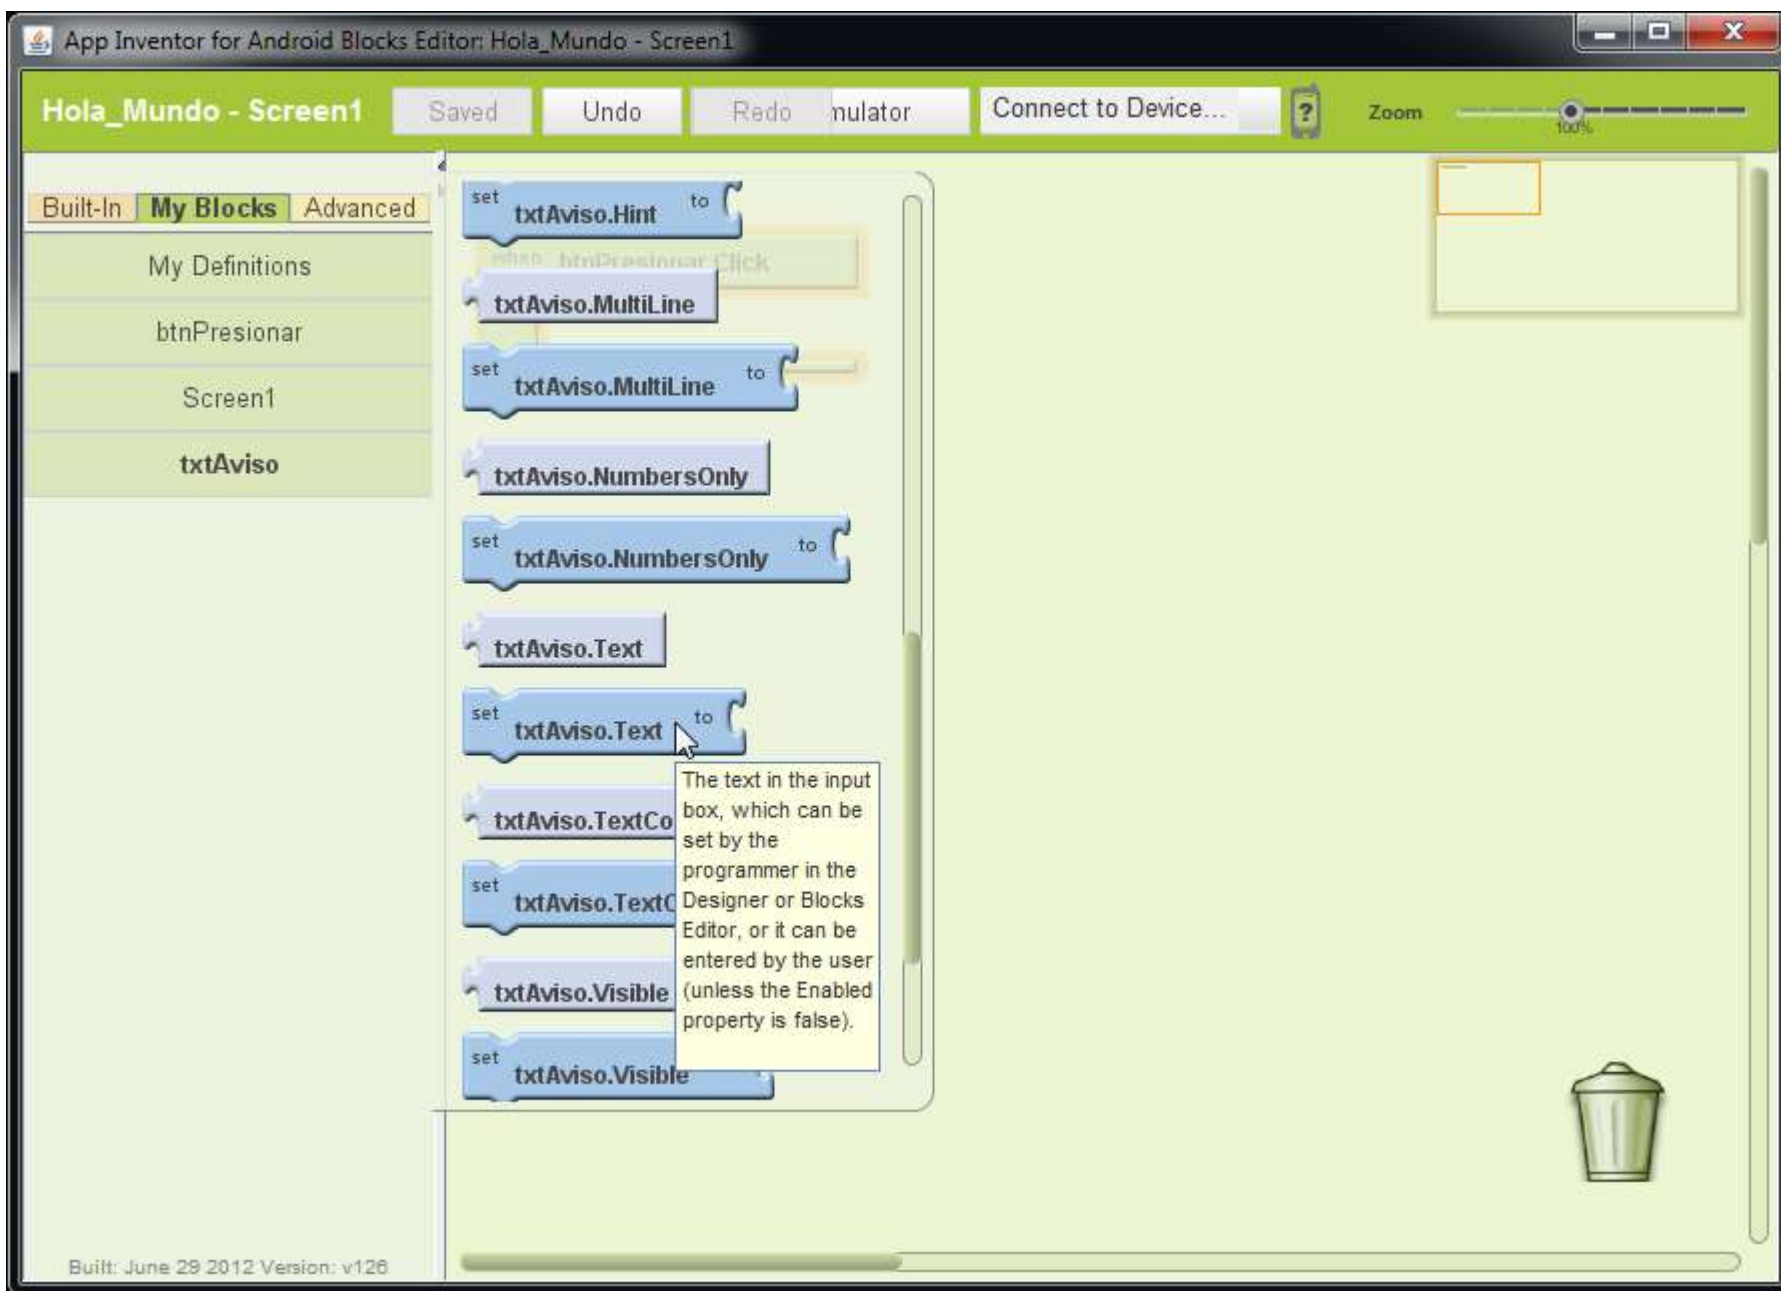 App Inventor for Android Blocks Editor: Hola_Mundo - Screen1
Hola_Mundo - Screen1
Saved
Undo
Redo
mulator
Connect to Device...
?
Zoom
100%
Built-In
My Blocks
Advanced
My Definitions
btnPresionar
Screen1
txtAviso
set txtAviso.Hint to
when btnPresionar.Click
txtAviso.MultiLine
set txtAviso.MultiLine to
txtAviso.NumbersOnly
set txtAviso.NumbersOnly to
txtAviso.Text
set txtAviso.Text to
txtAviso.TextCo
set txtAviso.TextC
txtAviso.Visible
set txtAviso.Visible
The text in the input
box, which can be
set by the
programmer in the
Designer or Blocks
Editor, or it can be
entered by the user
(unless the Enabled
property is false).
Built: June 29 2012 Version: v126